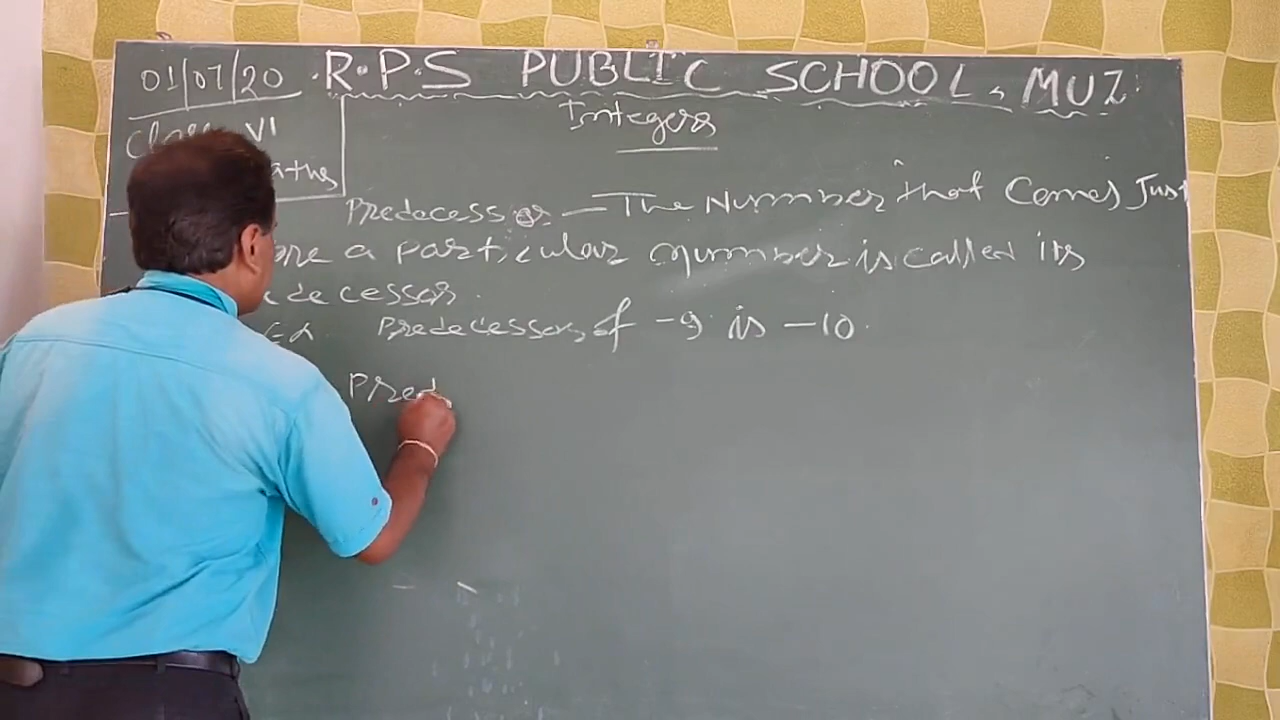 01/07/20 R.P.S PUBLIC SCHOOL, MUZ.
Integers
VI
Predecessor — The Number that Comes Just
a particular number is called its
Ex Predecessor of -9 is -10.
Pred